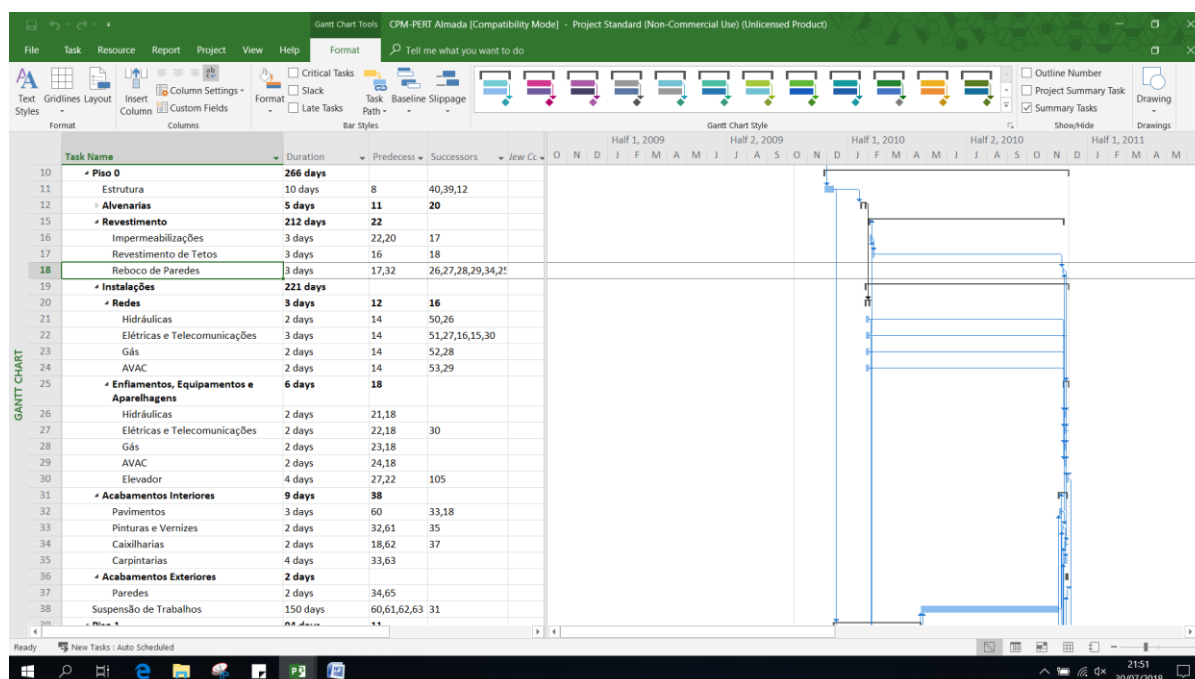 Gantt Chart Tools CPM-PERT Almada [Compatibility Mode] - Project Standard (Non-Commercial Use) (Unlicensed Product)
File Task Resource Report Project View Help Format Tell me what you want to do
Text Styles Gridlines Layout Insert Column Column Settings Custom Fields Format Critical Tasks Slack Late Tasks Task Path Baseline Slippage Outline Number Project Summary Task Summary Tasks Drawing
Format Columns Bar Styles Gantt Chart Style Show/Hide Drawings
Half 1, 2009 Half 2, 2009 Half 1, 2010 Half 2, 2010 Half 1, 2011
Task Name Duration Predecess Successors O N D J F M A M J J A S O N D J F M A M J J A S O N D J F M A M
10 Piso 0 266 days
11 Estrutura 10 days 8 40,39,12
12 Alvenarias 5 days 11 20
15 Revestimento 212 days 22
16 Impermeabilizações 3 days 22,20 17
17 Revestimento de Tetos 3 days 16 18
18 Reboco de Paredes 3 days 17,32 26,27,28,29,34,25
19 Instalações 221 days
20 Redes 3 days 12 16
21 Hidráulicas 2 days 14 50,26
22 Elétricas e Telecomunicações 3 days 14 51,27,16,15,30
23 Gás 2 days 14 52,28
24 AVAC 2 days 14 53,29
25 Enfiamentos, Equipamentos e 6 days 18
Aparelhagens
26 Hidráulicas 2 days 21,18
27 Elétricas e Telecomunicações 2 days 22,18 30
28 Gás 2 days 23,18
29 AVAC 2 days 24,18
30 Elevador 4 days 27,22 105
31 Acabamentos Interiores 9 days 38
32 Pavimentos 3 days 60 33,18
33 Pinturas e Vernizes 2 days 32,61 35
34 Caixilharias 2 days 18,62 37
35 Carpintarias 4 days 33,63
36 Acabamentos Exteriores 2 days
37 Paredes 2 days 34,65
38 Suspensão de Trabalhos 150 days 60,61,62,63 31
GANTT CHART
Ready New Tasks : Auto Scheduled
21:51